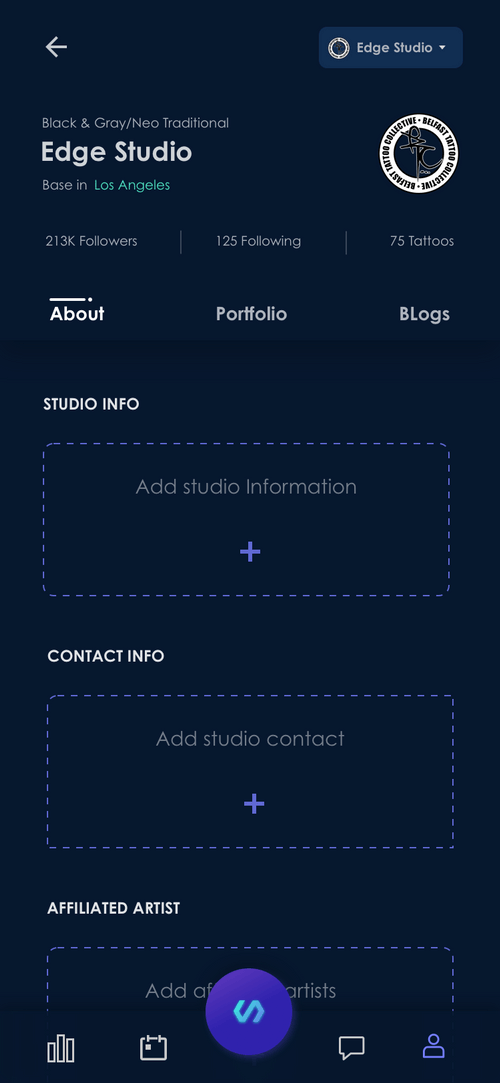 Edge Studio
Black & Gray/Neo Traditional
Edge Studio
BELFAST TATTOO COLLECTIVE • BELFAST TATTOO COLLECTIVE •
Base in Los Angeles
213K Followers
125 Following
75 Tattoos
About
Portfolio
BLogs
STUDIO INFO
Add studio Information
+
CONTACT INFO
Add studio contact
+
AFFILIATED ARTIST
Add af artists